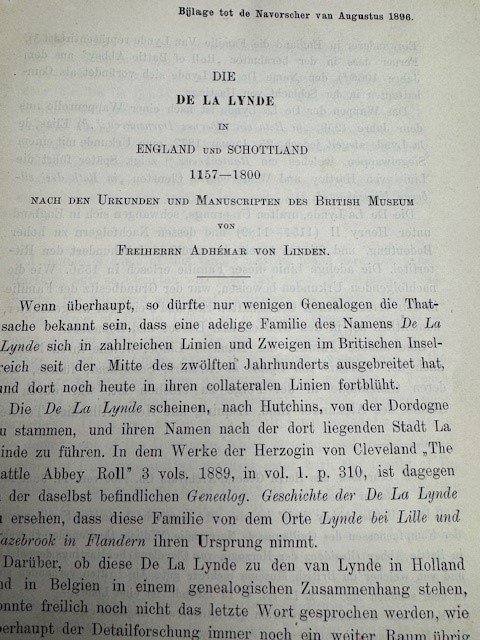 Bijlage tot de Navorscher van Augustus 1896.
DIE
DE LA LYNDE
IN
ENGLAND UND SCHOTTLAND
1157—1800
NACH DEN URKUNDEN UND MANUSCRIPTEN DES BRITISH MUSEUM
VON
FREIHERRN ADHÉMAR VON LINDEN.
Wenn überhaupt, so dürfte nur wenigen Genealogen die That-
sache bekannt sein, dass eine adelige Familie des Namens De La
Lynde sich in zahlreichen Linien und Zweigen im Britischen Insel-
reich seit der Mitte des zwölften Jahrhunderts ausgebreitet hat,
und dort noch heute in ihren collateralen Linien fortblüht.
Die De La Lynde scheinen, nach Hutchins, von der Dordogne
zu stammen, und ihren Namen nach der dort liegenden Stadt La
inde zu führen. In dem Werke der Herzogin von Cleveland „The
attle Abbey Roll" 3 vols. 1889, in vol. 1. p. 310, ist dagegen
der daselbst befindlichen Genealog. Geschichte der De La Lynde
ersehen, dass diese Familie von dem Orte Lynde bei Lille und
azebrook in Flandern ihren Ursprung nimmt.
Darüber, ob diese De La Lynde zu den van Lynde in Holland
nd in Belgien in einem genealogischen Zusammenhang stehen,
onnte freilich noch nicht das letzte Wort gesprochen werden, wie
erhaupt der Detailforschung immer noch ein weiter Raum übrig